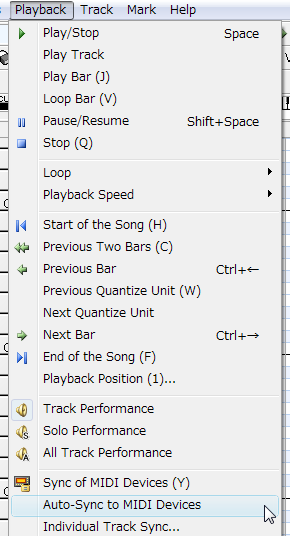 Playback Track Mark Help
Play/Stop Space
Play Track
Play Bar (J)
Loop Bar (V)
Pause/Resume Shift+Space
Stop (Q)
Loop
Playback Speed
Start of the Song (H)
Previous Two Bars (C)
Previous Bar Ctrl+←
Previous Quantize Unit (W)
Next Quantize Unit
Next Bar Ctrl+→
End of the Song (F)
Playback Position (1)...
Track Performance
S Solo Performance
A All Track Performance
Sync of MIDI Devices (Y)
Auto-Sync to MIDI Devices
Individual Track Sync...